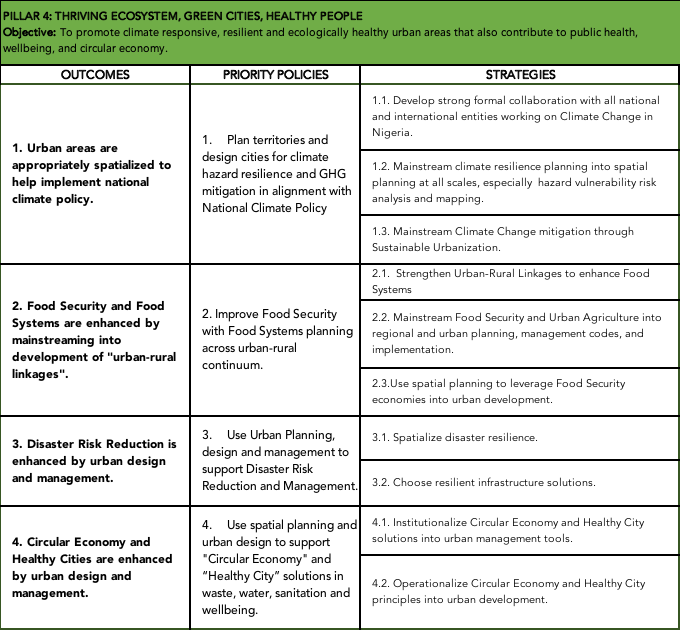 PILLAR 4: THRIVING ECOSYSTEM, GREEN CITIES, HEALTHY PEOPLE
Objective: To promote climate responsive, resilient and ecologically healthy urban areas that also contribute to public health,
wellbeing, and circular economy.
OUTCOMES
PRIORITY POLICIES
STRATEGIES
1. Urban areas are
appropriately spatialized to
help implement national
climate policy.
1. Plan territories and
design cities for climate
hazard resilience and GHG
mitigation in alignment with
National Climate Policy
1.1. Develop strong formal collaboration with all national
and international entities working on Climate Change in
Nigeria.
1.2. Mainstream climate resilience planning into spatial
planning at all scales, especially hazard vulnerability risk
analysis and mapping.
1.3. Mainstream Climate Change mitigation through
Sustainable Urbanization.
2. Food Security and Food
Systems are enhanced by
mainstreaming into
development of "urban-rural
linkages".
2. Improve Food Security
with Food Systems planning
across urban-rural
continuum.
2.1. Strengthen Urban-Rural Linkages to enhance Food
Systems
2.2. Mainstream Food Security and Urban Agriculture into
regional and urban planning, management codes, and
implementation.
2.3.Use spatial planning to leverage Food Security
economies into urban development.
3. Disaster Risk Reduction is
enhanced by urban design
and management.
3. Use Urban Planning,
design and management to
support Disaster Risk
Reduction and Management.
3.1. Spatialize disaster resilience.
3.2. Choose resilient infrastructure solutions.
4. Circular Economy and
Healthy Cities are enhanced
by urban design and
management.
4. Use spatial planning and
urban design to support
"Circular Economy" and
“Healthy City” solutions in
waste, water, sanitation and
wellbeing.
4.1. Institutionalize Circular Economy and Healthy City
solutions into urban management tools.
4.2. Operationalize Circular Economy and Healthy City
principles into urban development.